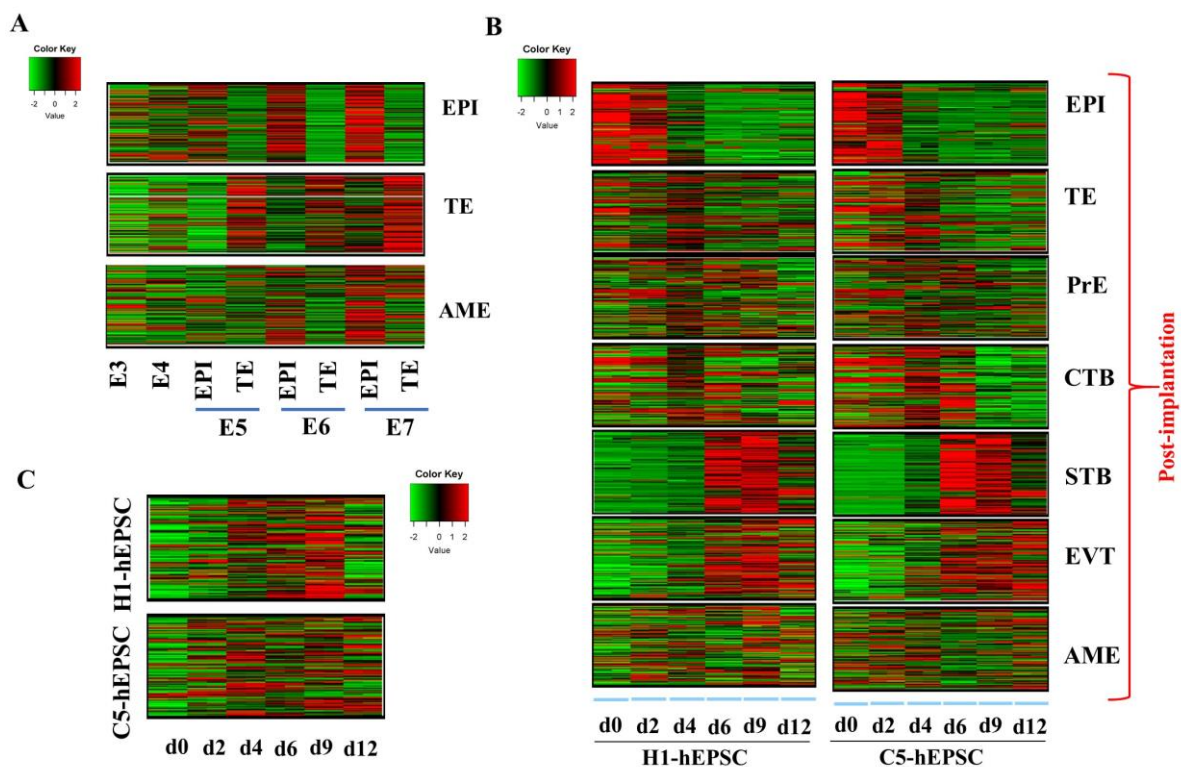 A
Color Key
-2 0 2
Value
EPI
TE
AME
E3
E4
EPI
TE
EPI
TE
EPI
TE
E5
E6
E7
B
Color Key
-2 0 1 2
Value
EPI
TE
PrE
CTB
STB
EVT
AME
Post-implantation
d0 d2 d4 d6 d9 d12
H1-hEPSC
d0 d2 d4 d6 d9 d12
C5-hEPSC
C
Color Key
-2 -1 0 1 2
Value
H1-hEPSC
C5-hEPSC
d0 d2 d4 d6 d9 d12